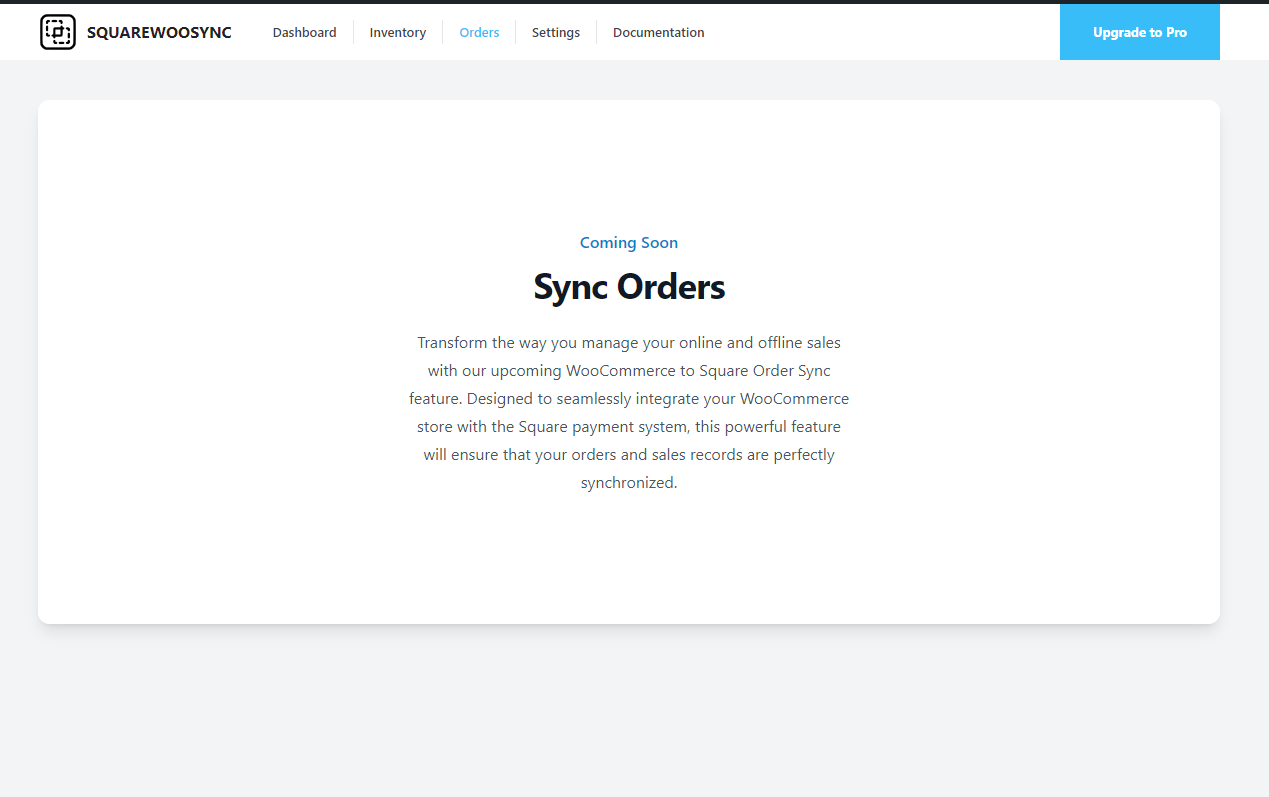 SQUAREWOOSYNC
Dashboard
Inventory
Orders
Settings
Documentation
Upgrade to Pro
Coming Soon
Sync Orders
Transform the way you manage your online and offline sales
with our upcoming WooCommerce to Square Order Sync
feature. Designed to seamlessly integrate your WooCommerce
store with the Square payment system, this powerful feature
will ensure that your orders and sales records are perfectly
synchronized.